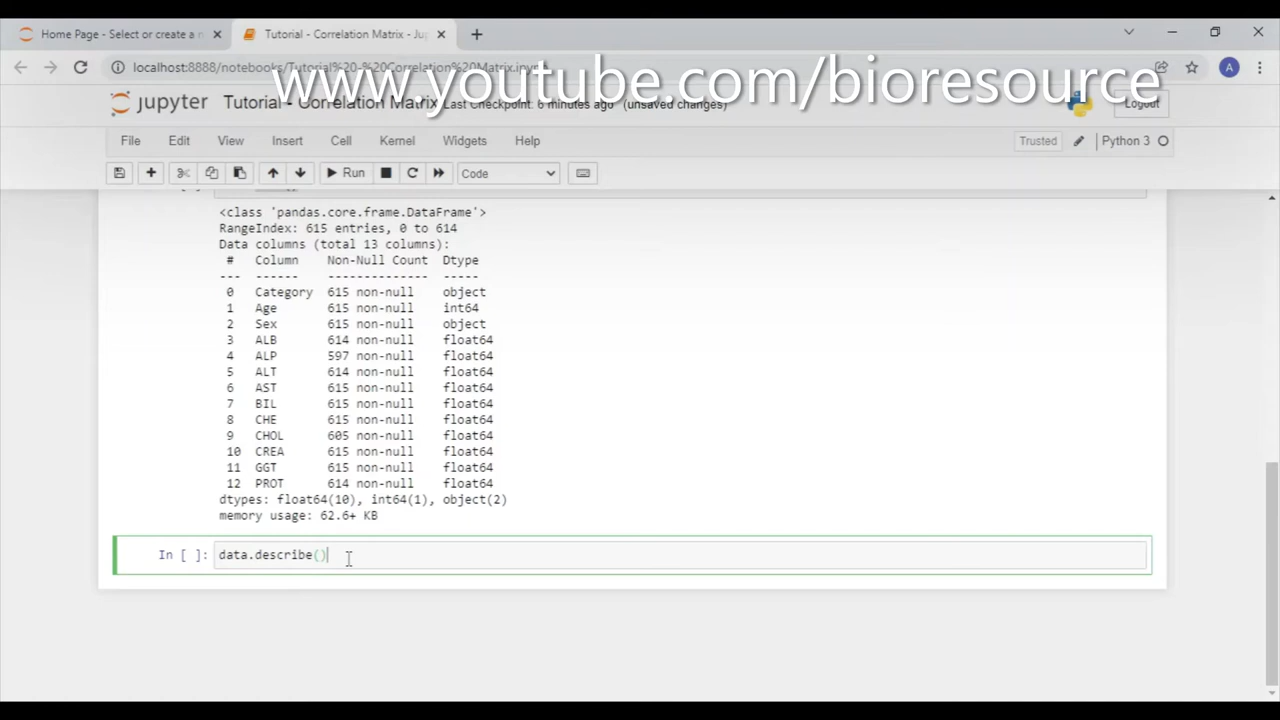 Home Page - Select or create a n
Tutorial - Correlation Matrix - Jup
localhost:8888/notebooks/Tutorial%20-%20Correlation%20Matrix.ipynb
www.youtube.com/bioresource
A
jupyter Tutorial - Correlation Matrix Last Checkpoint: 6 minutes ago (unsaved changes)
Logout
File Edit View Insert Cell Kernel Widgets Help
Trusted
Python 3
Run
Code
<class 'pandas.core.frame.DataFrame'>
RangeIndex: 615 entries, 0 to 614
Data columns (total 13 columns):
# Column Non-Null Count Dtype
--- ------ -------------- -----
0 Category 615 non-null object
1 Age 615 non-null int64
2 Sex 615 non-null object
3 ALB 614 non-null float64
4 ALP 597 non-null float64
5 ALT 614 non-null float64
6 AST 615 non-null float64
7 BIL 615 non-null float64
8 CHE 615 non-null float64
9 CHOL 605 non-null float64
10 CREA 615 non-null float64
11 GGT 615 non-null float64
12 PROT 614 non-null float64
dtypes: float64(10), int64(1), object(2)
memory usage: 62.6+ KB
In [ ]: data.describe()